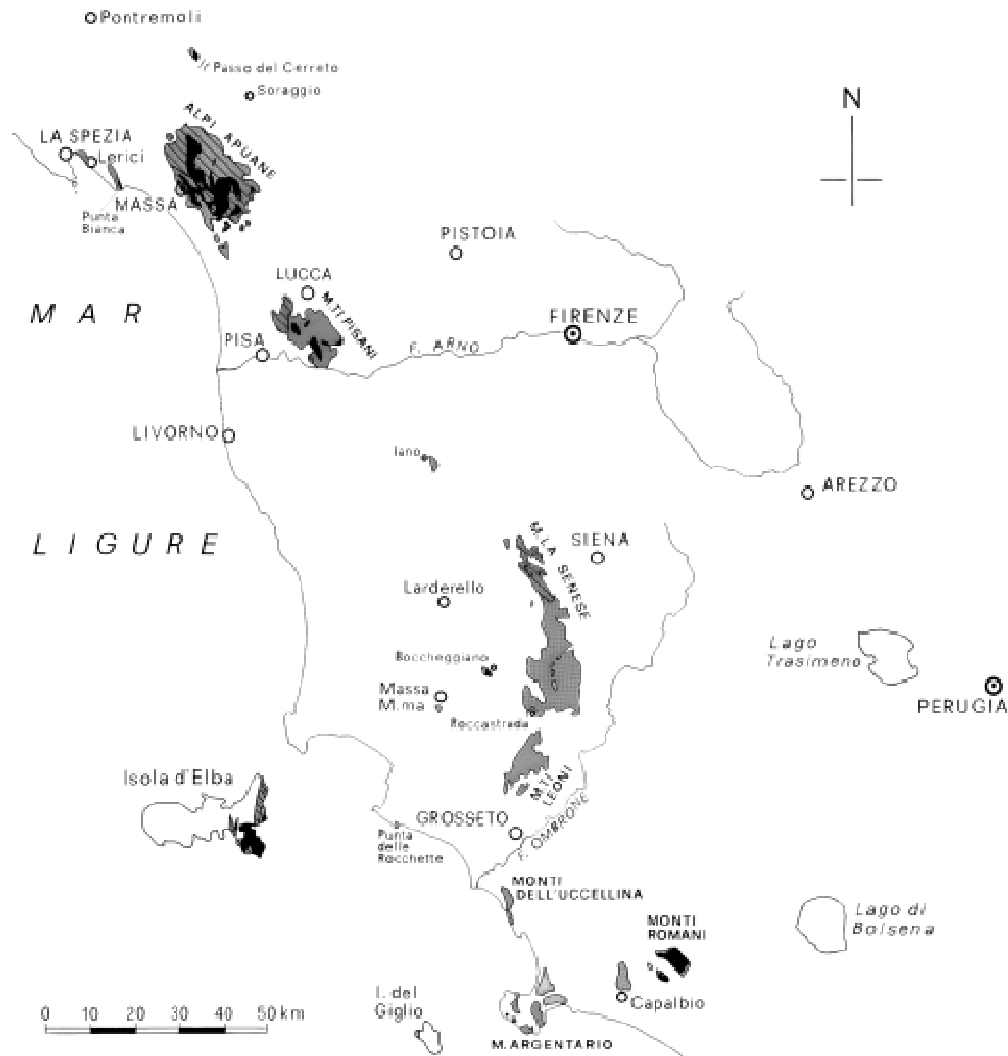 Pontremoli
Passo del Cerreto
Soraggio
ALPI APUANE
N
LA SPEZIA
Lerici
MASSA
Punta
Bianca
PISTOIA
LUCCA
M.TI PISANI
MAR
FIRENZE
PISA
F. ARNO
LIVORNO
Iano
AREZZO
LIGURE
M. LA SENESE
SIENA
Larderello
Lago
Trasimeno
Boccheggiano
Massa
M.ma
PERUGIA
Roccastrada
Isola d'Elba
M.TI
LEONI
GROSSETO
F. OMBRONE
Punta
delle
Rocchette
MONTI
DELL'UCCELLINA
MONTI
ROMANI
Lago di
Bolsena
I. del
Giglio
Capalbio
0 10 20 30 40 50 km
M. ARGENTARIO